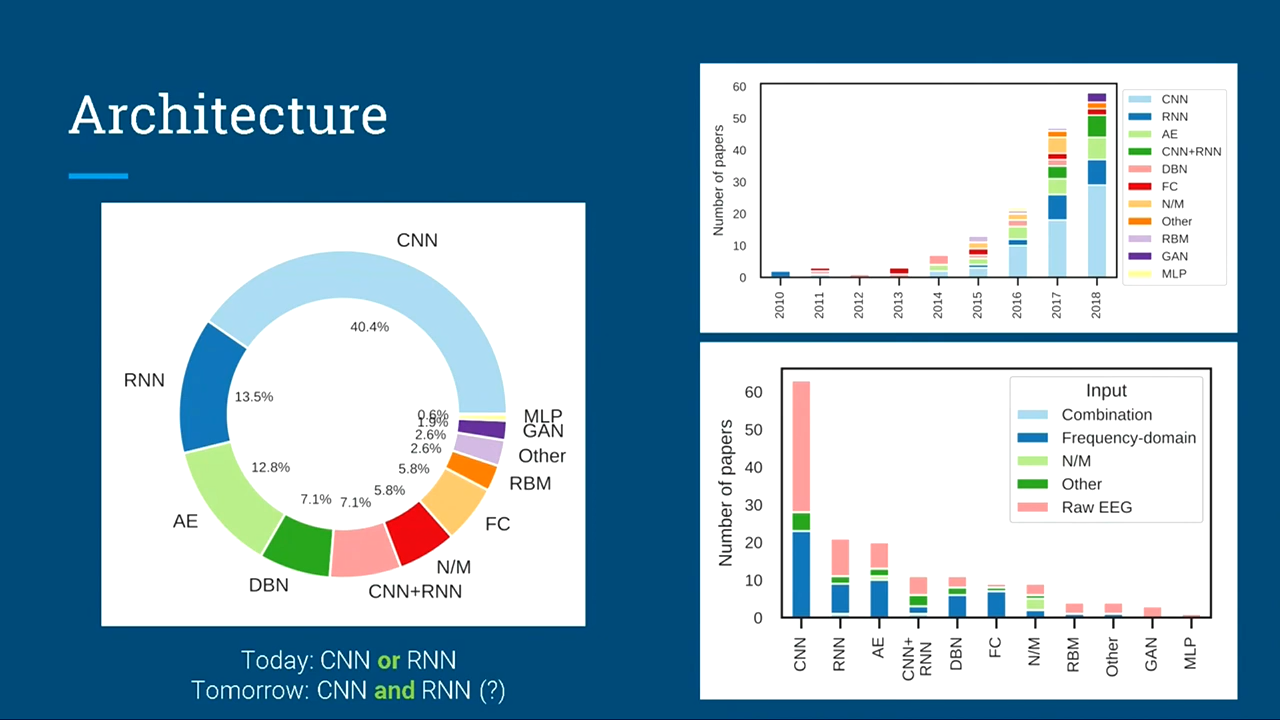 Architecture
CNN
40.4%
RNN
13.5%
AE
12.8%
DBN
7.1%
CNN+RNN
7.1%
N/M
5.8%
FC
5.8%
RBM
2.6%
Other
2.6%
GAN
1.9%
MLP
0.6%
Today: CNN or RNN
Tomorrow: CNN and RNN (?)
Number of papers
60
50
40
30
20
10
0
2010
2011
2012
2013
2014
2015
2016
2017
2018
CNN
RNN
AE
CNN+RNN
DBN
FC
N/M
Other
RBM
GAN
MLP
Number of papers
60
50
40
30
20
10
0
CNN
RNN
AE
CNN+
RNN
DBN
FC
N/M
RBM
Other
GAN
MLP
Input
Combination
Frequency-domain
N/M
Other
Raw EEG